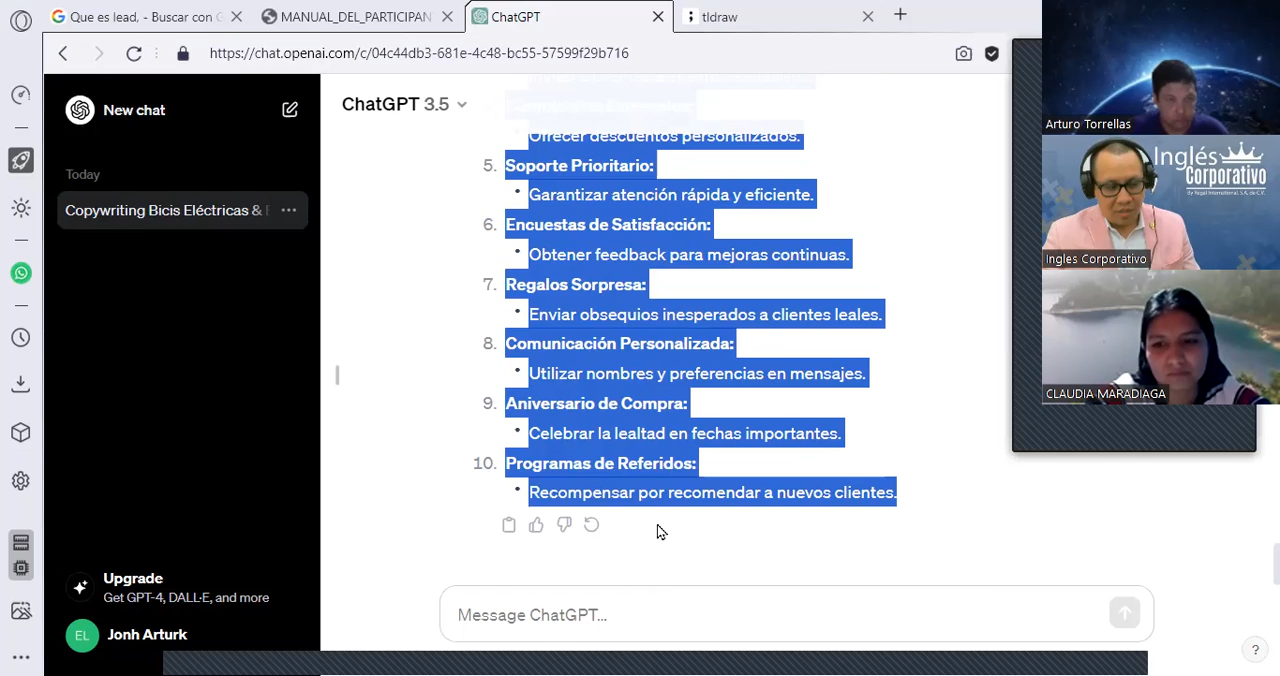 Que es lead, - Buscar con G
MANUAL_DEL_PARTICIPAN
ChatGPT
tldraw
https://chat.openai.com/c/04c44db3-681e-4c48-bc55-57599f29b716
New chat
Today
Copywriting Bicis Eléctricas &
Upgrade
Get GPT-4, DALL·E, and more
EL
Jonh Arturk
ChatGPT 3.5
Ofrecer descuentos personalizados.
5. Soporte Prioritario:
Garantizar atención rápida y eficiente.
6. Encuestas de Satisfacción:
Obtener feedback para mejoras continuas.
7. Regalos Sorpresa:
Enviar obsequios inesperados a clientes leales.
8. Comunicación Personalizada:
Utilizar nombres y preferencias en mensajes.
9. Aniversario de Compra:
Celebrar la lealtad en fechas importantes.
10. Programas de Referidos:
Recompensar por recomendar a nuevos clientes.
Message ChatGPT...
?
Arturo Torrellas
Inglés
Corporativo
By Regal International, S.A. de C.V.
Ingles Corporativo
CLAUDIA MARADIAGA